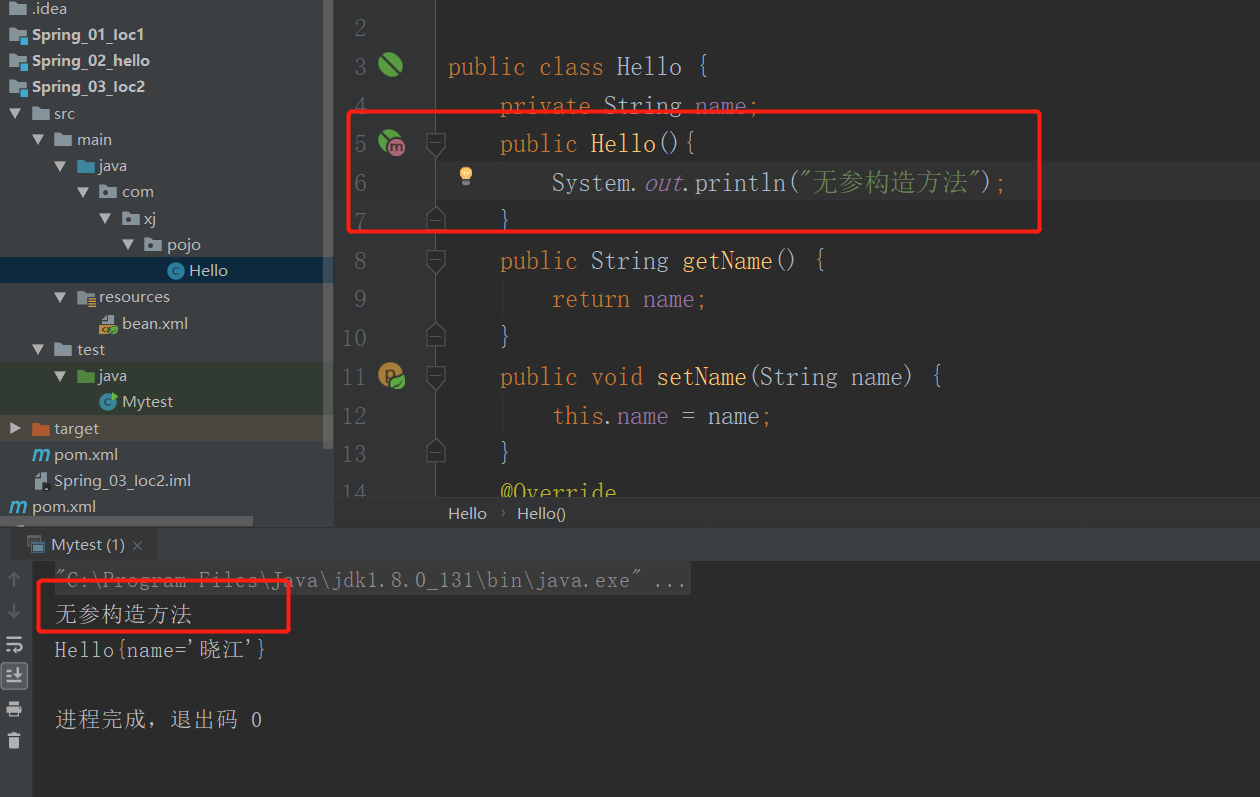 .idea
Spring_01_Ioc1
Spring_02_hello
Spring_03_Ioc2
src
main
java
com
xj
pojo
Hello
resources
bean.xml
test
java
Mytest
target
pom.xml
Spring_03_Ioc2.iml
pom.xml
2
3 public class Hello {
4 private String name;
5 public Hello(){
6 System.out.println("无参构造方法");
7 }
8 public String getName() {
9 return name;
10 }
11 public void setName(String name) {
12 this.name = name;
13 }
14 @Override
Hello › Hello()
Mytest (1) ×
"C:\Program Files\Java\jdk1.8.0_131\bin\java.exe" ...
无参构造方法
Hello{name='晓江'}
进程完成，退出码 0